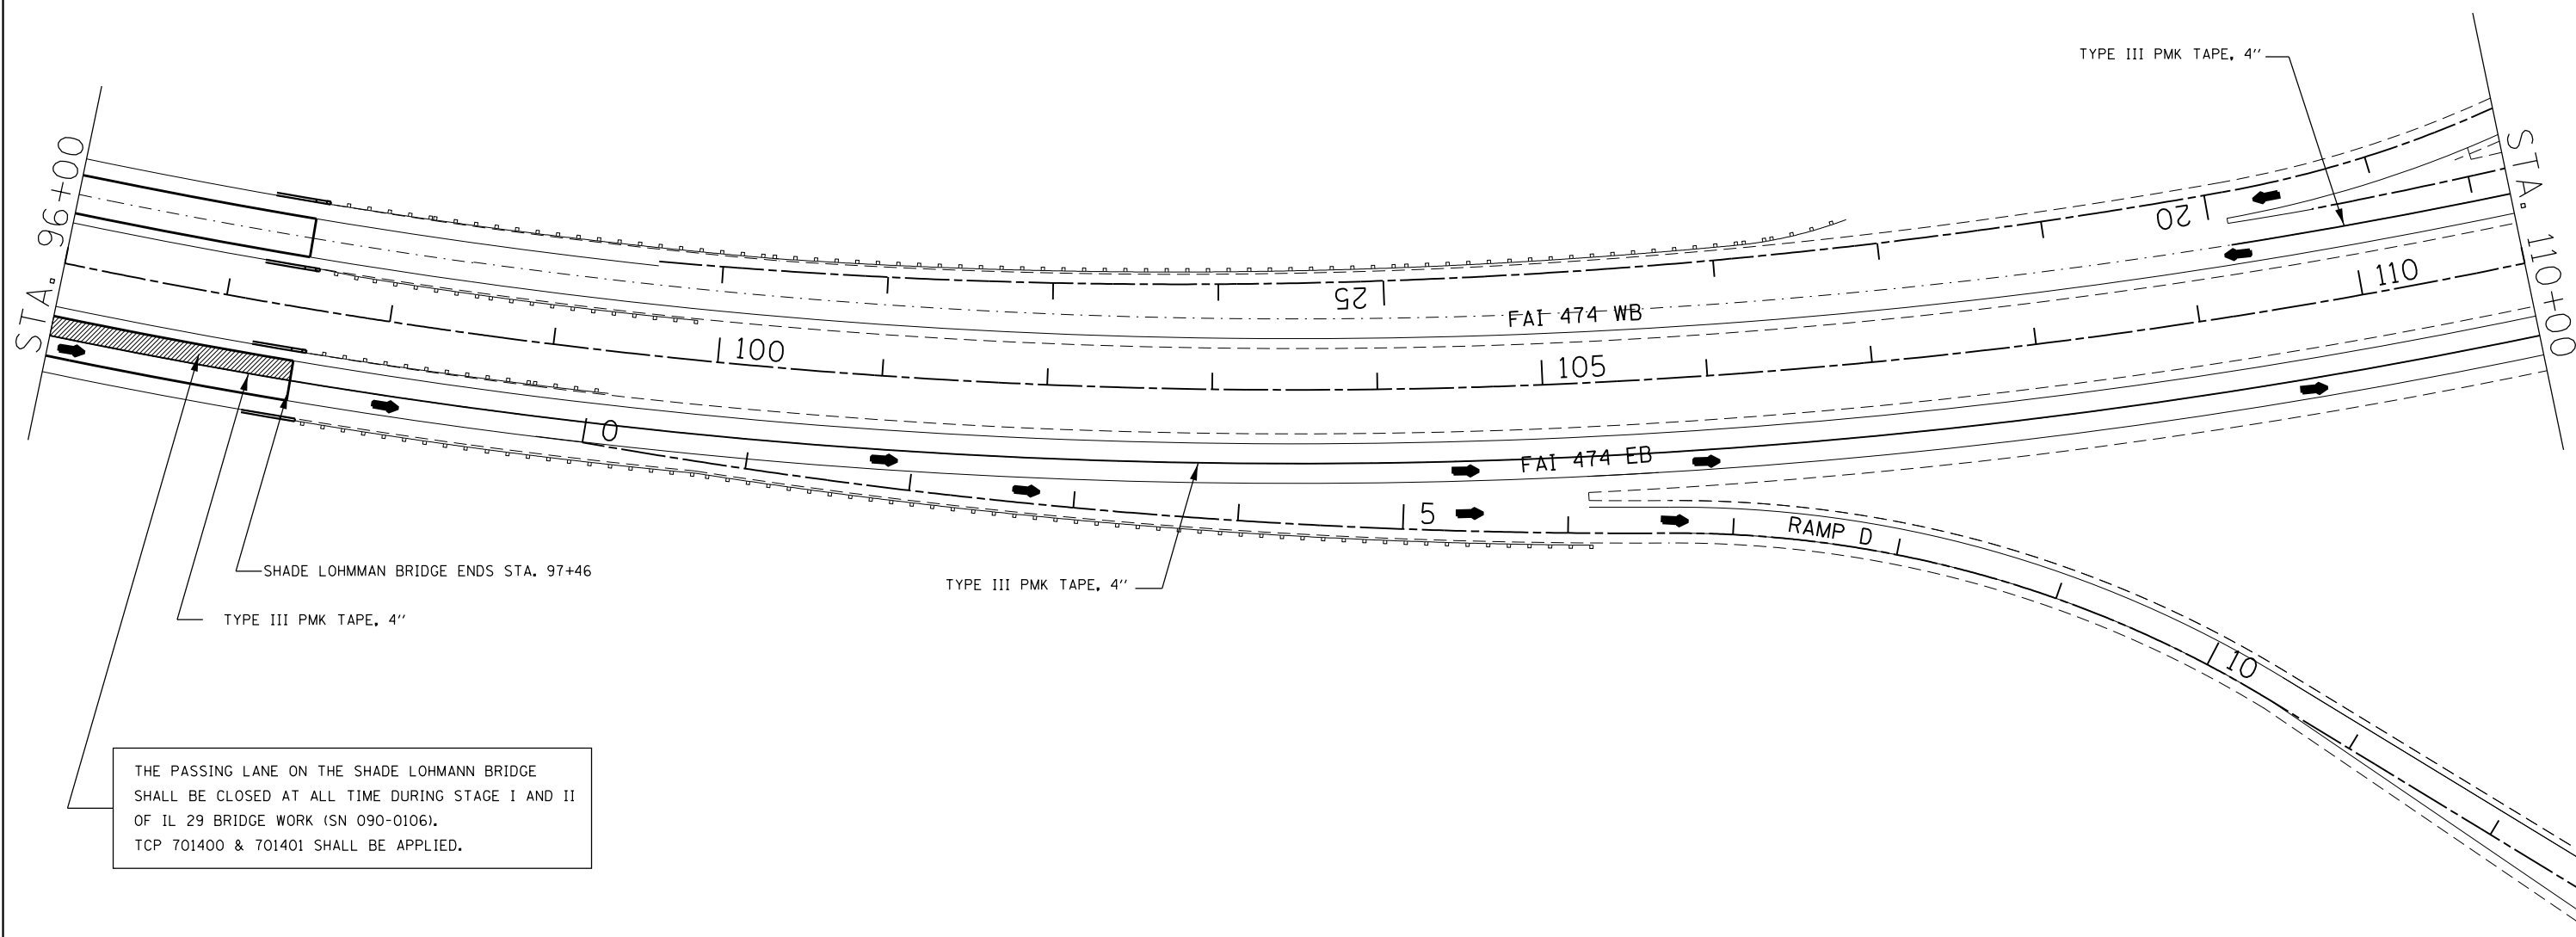 TYPE III PMK TAPE, 4''
STA. 96+00
STA. 110+00
20
25
FAI 474 WB
110
100
105
0
FAI 474 EB
5
RAMP D
SHADE LOHMMAN BRIDGE ENDS STA. 97+46
TYPE III PMK TAPE, 4''
TYPE III PMK TAPE, 4''
10
THE PASSING LANE ON THE SHADE LOHMANN BRIDGE
SHALL BE CLOSED AT ALL TIME DURING STAGE I AND II
OF IL 29 BRIDGE WORK (SN 090-0106).
TCP 701400 & 701401 SHALL BE APPLIED.